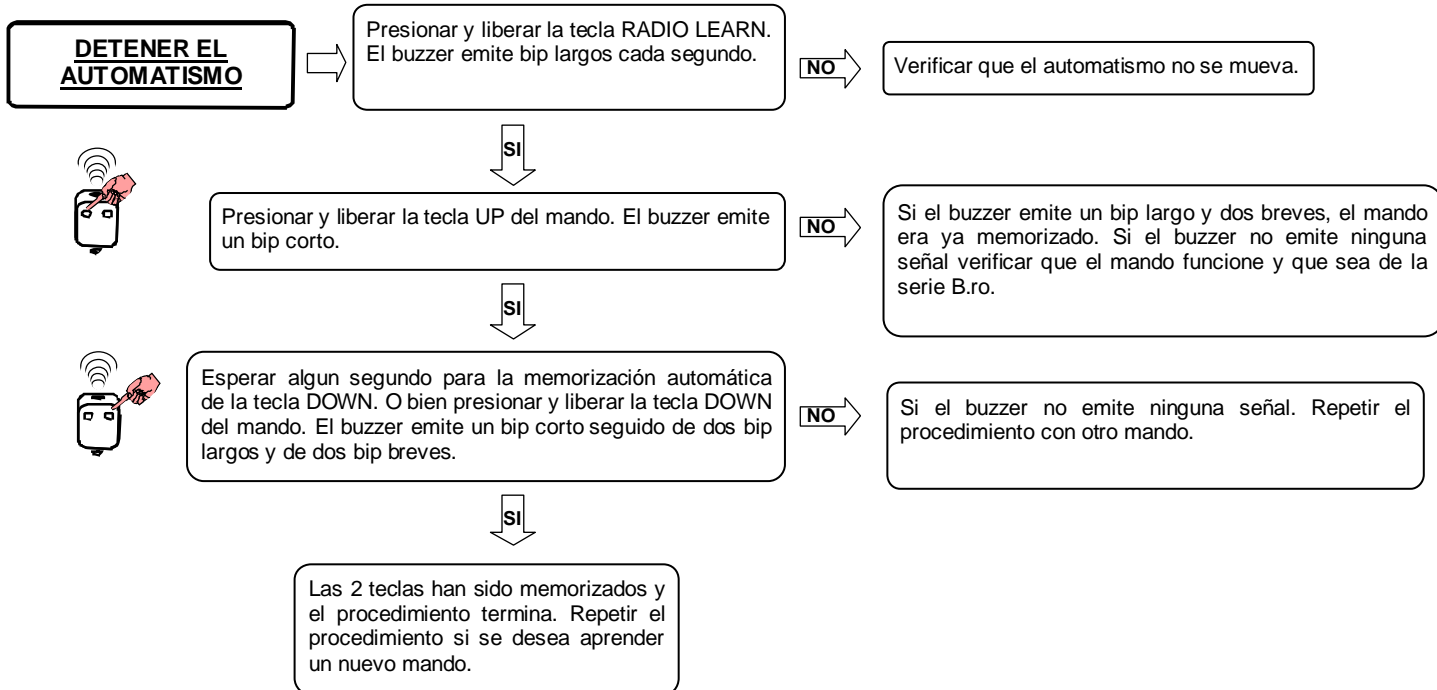 DETENER EL
AUTOMATISMO
Presionar y liberar la tecla RADIO LEARN.
El buzzer emite bip largos cada segundo.
NO
Verificar que el automatismo no se mueva.
SI
Presionar y liberar la tecla UP del mando. El buzzer emite
un bip corto.
NO
Si el buzzer emite un bip largo y dos breves, el mando
era ya memorizado. Si el buzzer no emite ninguna
señal verificar que el mando funcione y que sea de la
serie B.ro.
SI
Esperar algun segundo para la memorización automática
de la tecla DOWN. O bien presionar y liberar la tecla DOWN
del mando. El buzzer emite un bip corto seguido de dos bip
largos y de dos bip breves.
NO
Si el buzzer no emite ninguna señal. Repetir el
procedimiento con otro mando.
SI
Las 2 teclas han sido memorizados y
el procedimiento termina. Repetir el
procedimiento si se desea aprender
un nuevo mando.